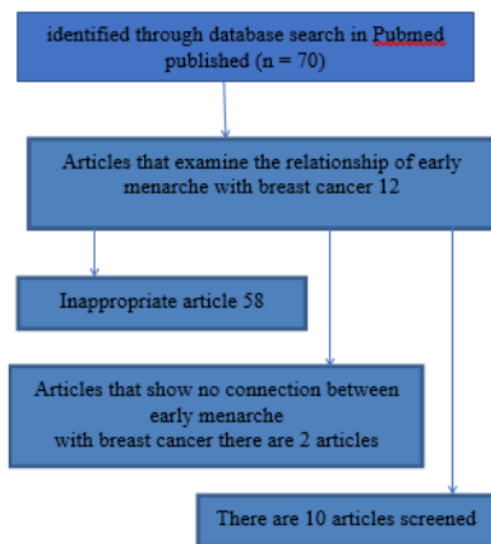 identified through database search in Pubmed
published (n = 70)
Articles that examine the relationship of early
menarche with breast cancer 12
Inappropriate article 58
Articles that show no connection between
early menarche
with breast cancer there are 2 articles
There are 10 articles screened